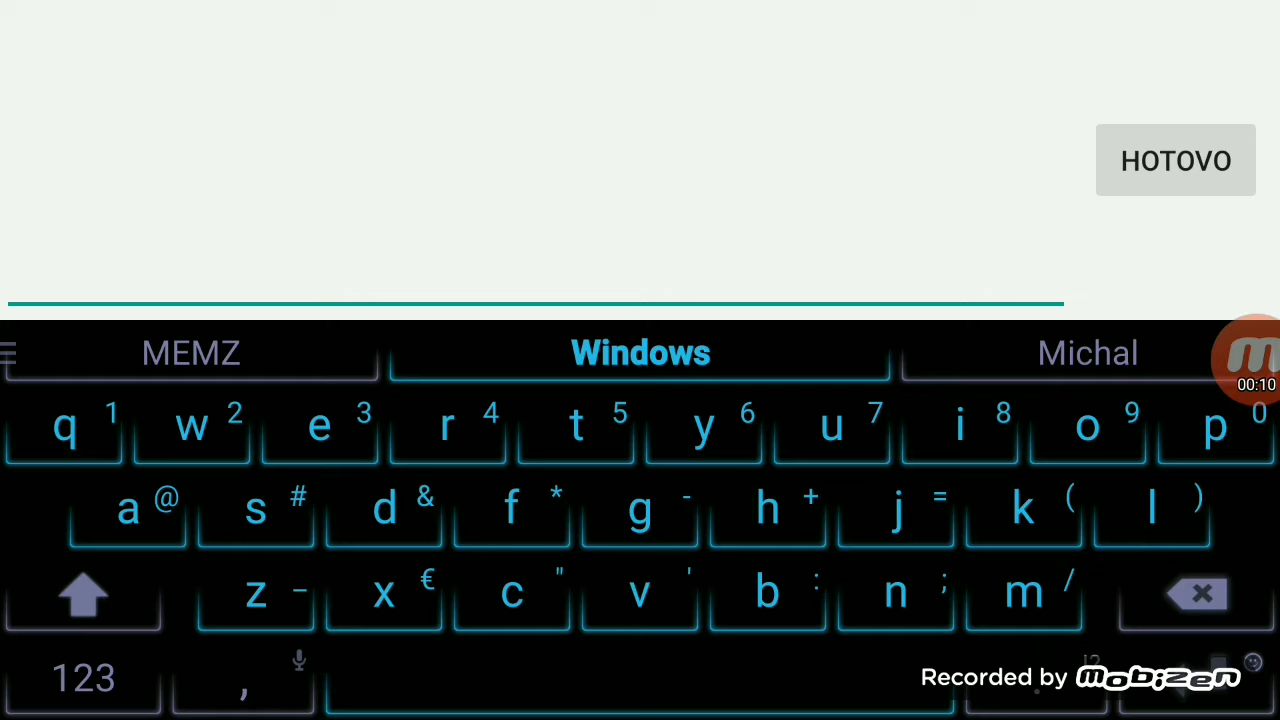 HOTOVO
MEMZ Windows Michal
00:10
q 1 w 2 e 3 r 4 t 5 y 6 u 7 i 8 o 9 p 0
a @ s # d & f * g - h + j = k ( l )
z _ x € c " v ' b : n ; m /
123 , . !?
Recorded by mobizen